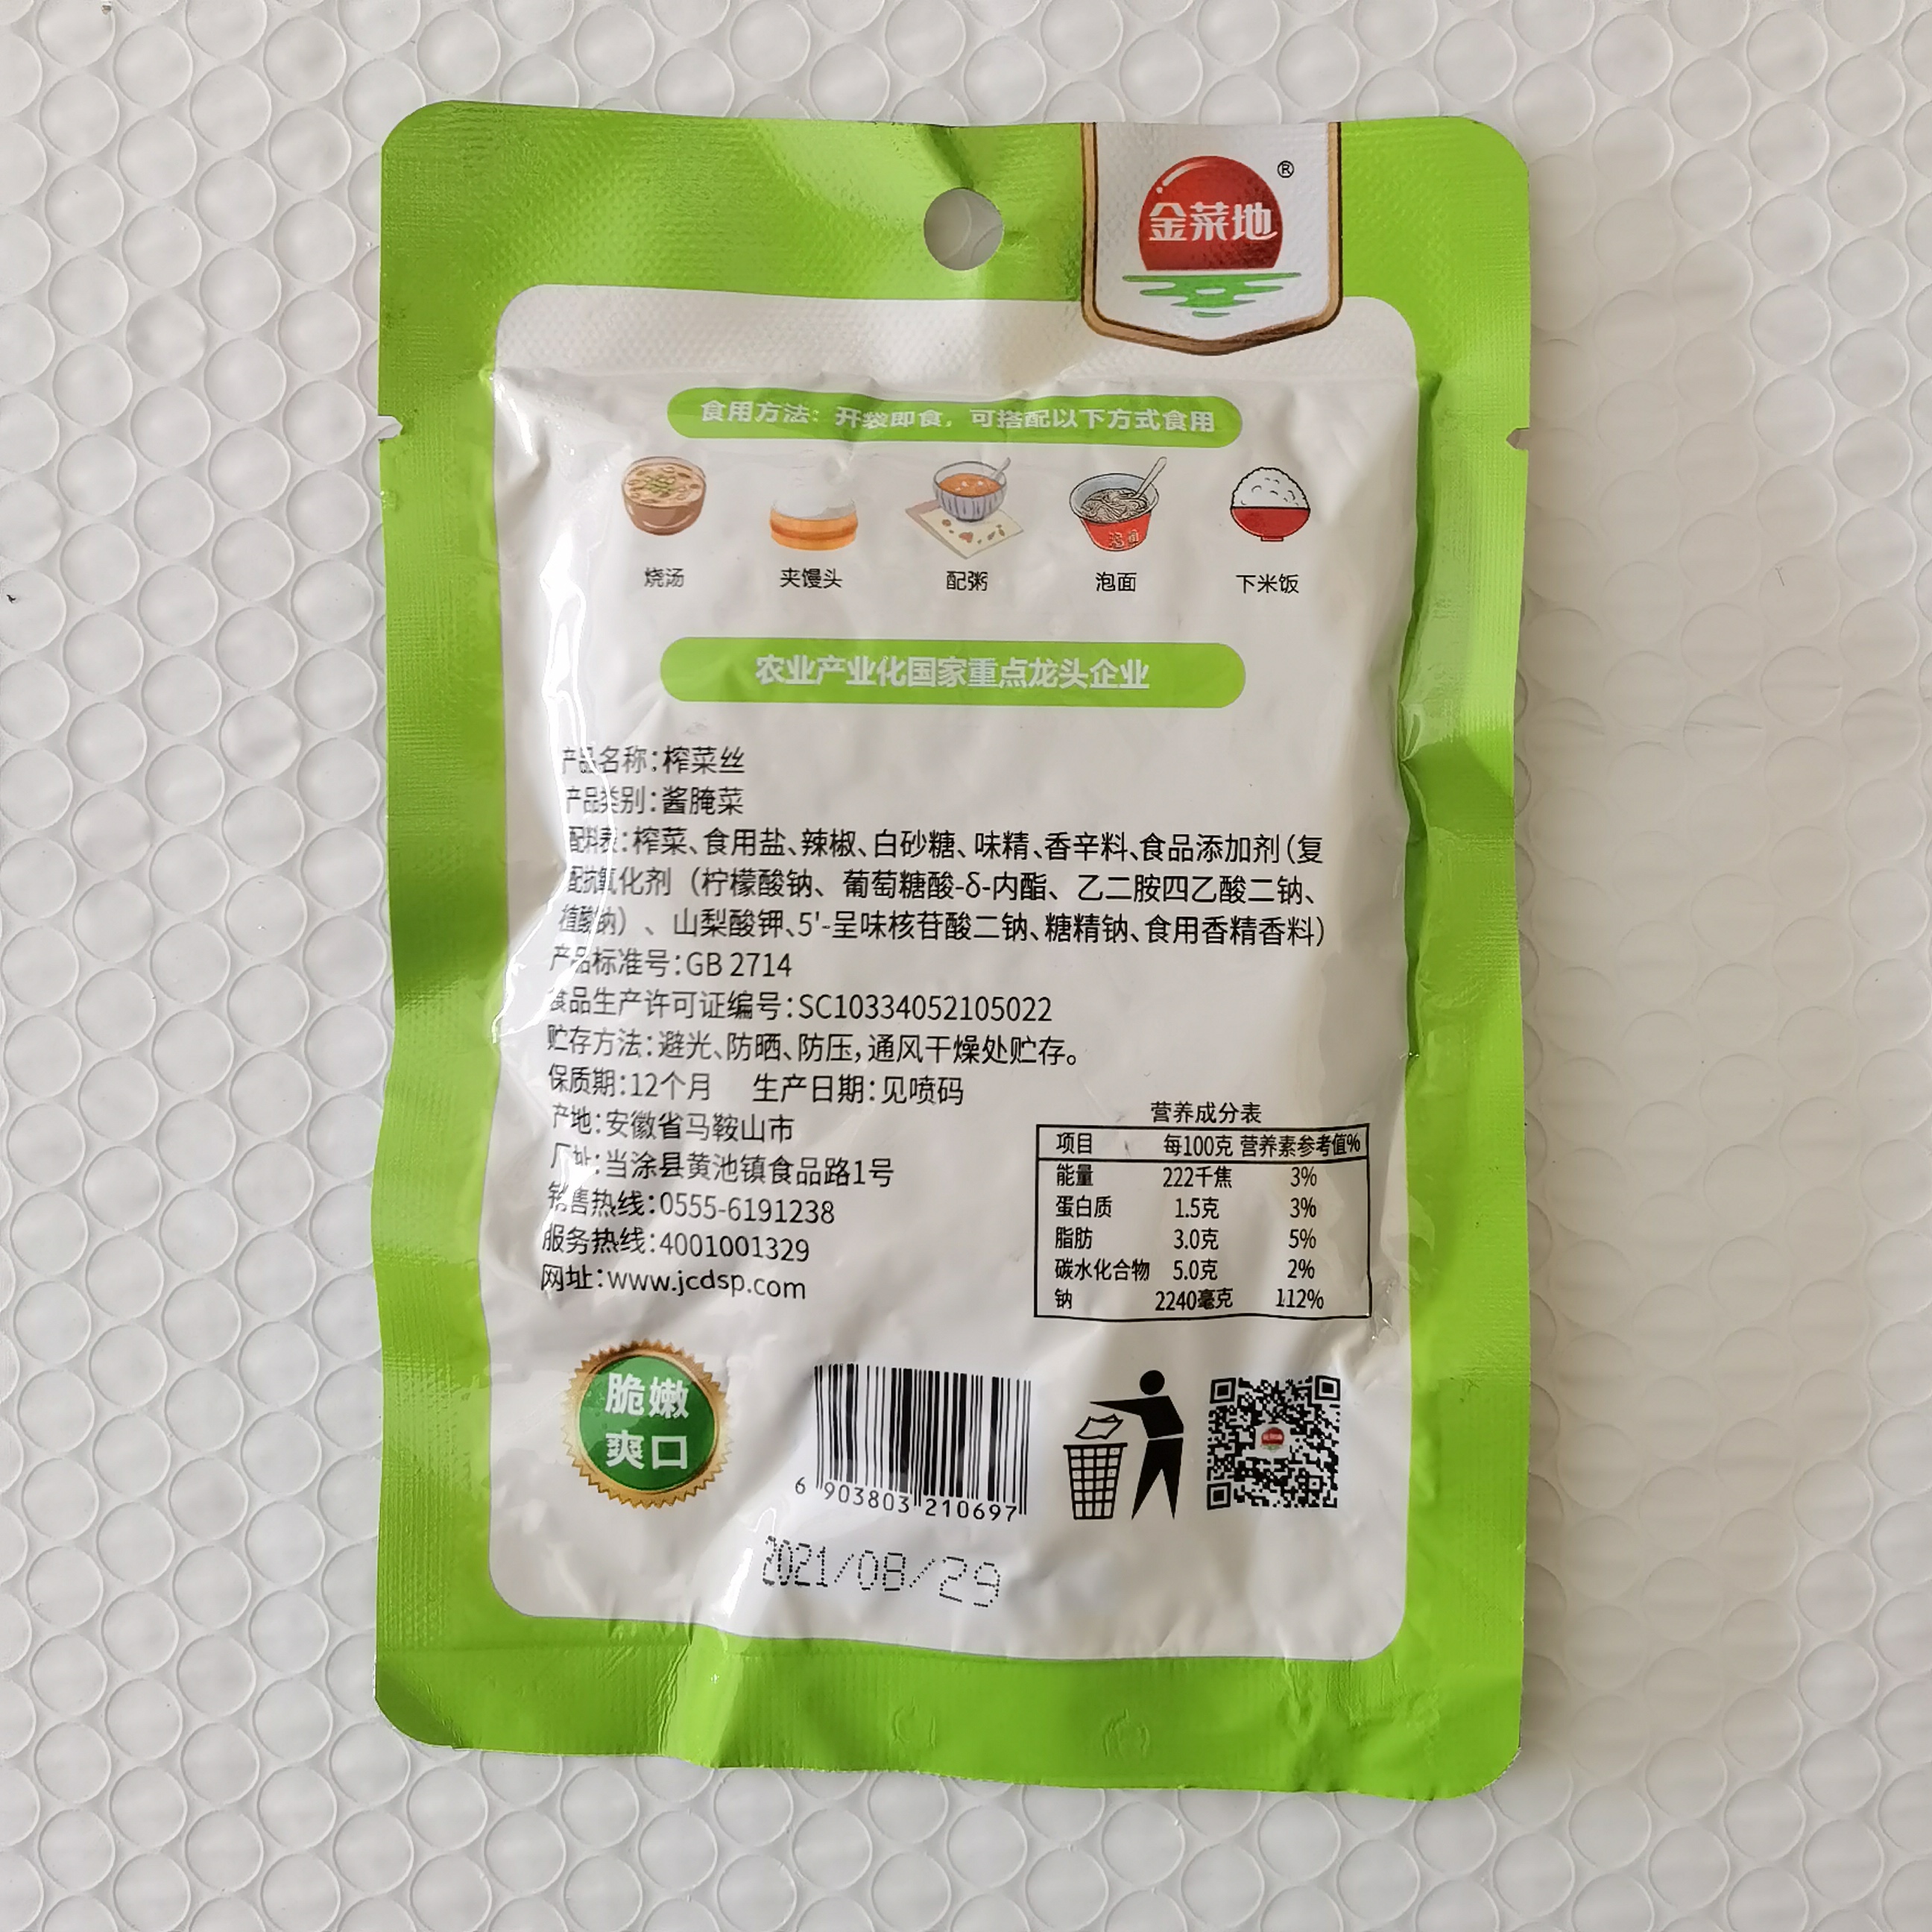 金菜地
®
食用方法：开袋即食，可搭配以下方式食用
烧汤 夹馒头 配粥 泡面 下米饭
农业产业化国家重点龙头企业
产品名称：榨菜丝
产品类别：酱腌菜
配料表：榨菜、食用盐、辣椒、白砂糖、味精、香辛料、食品添加剂（复
配抗氧化剂（柠檬酸钠、葡萄糖酸-δ-内酯、乙二胺四乙酸二钠、
植酸钠）、山梨酸钾、5'-呈味核苷酸二钠、糖精钠、食用香精香料）
产品标准号：GB 2714
食品生产许可证编号：SC10334052105022
贮存方法：避光、防晒、防压，通风干燥处贮存。
保质期：12个月 生产日期：见喷码
产地：安徽省马鞍山市
厂址：当涂县黄池镇食品路1号
销售热线：0555-6191238
服务热线：4001001329
网址：www.jcdsp.com
营养成分表
项目 每100克 营养素参考值%
能量 222千焦 3%
蛋白质 1.5克 3%
脂肪 3.0克 5%
碳水化合物 5.0克 2%
钠 2240毫克 112%
脆嫩
爽口
6 903803 210697
2021/08/29